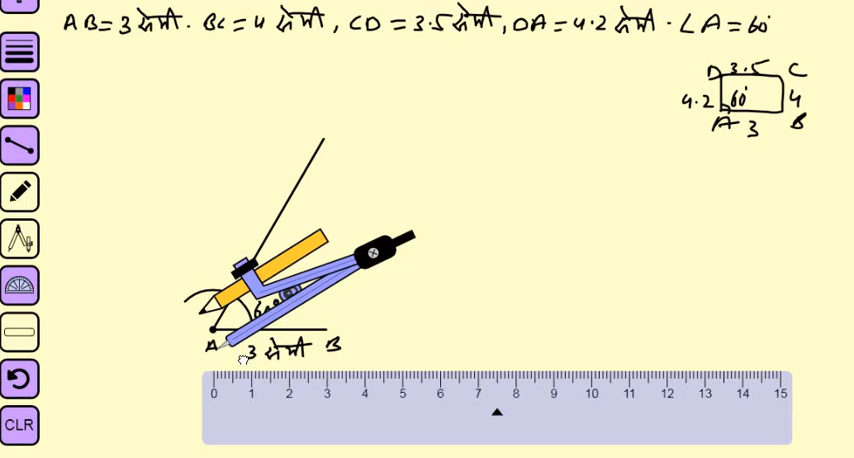 AB = 3 সেমি. BC = 4 সেমি, CD = 3.5 সেমি, DA = 4.2 সেমি. ∠A = 60°
D 3.5 C
4.2 60° 4
A 3 B
60°
A 3 সেমি B
0 1 2 3 4 5 6 7 8 9 10 11 12 13 14 15
CLR